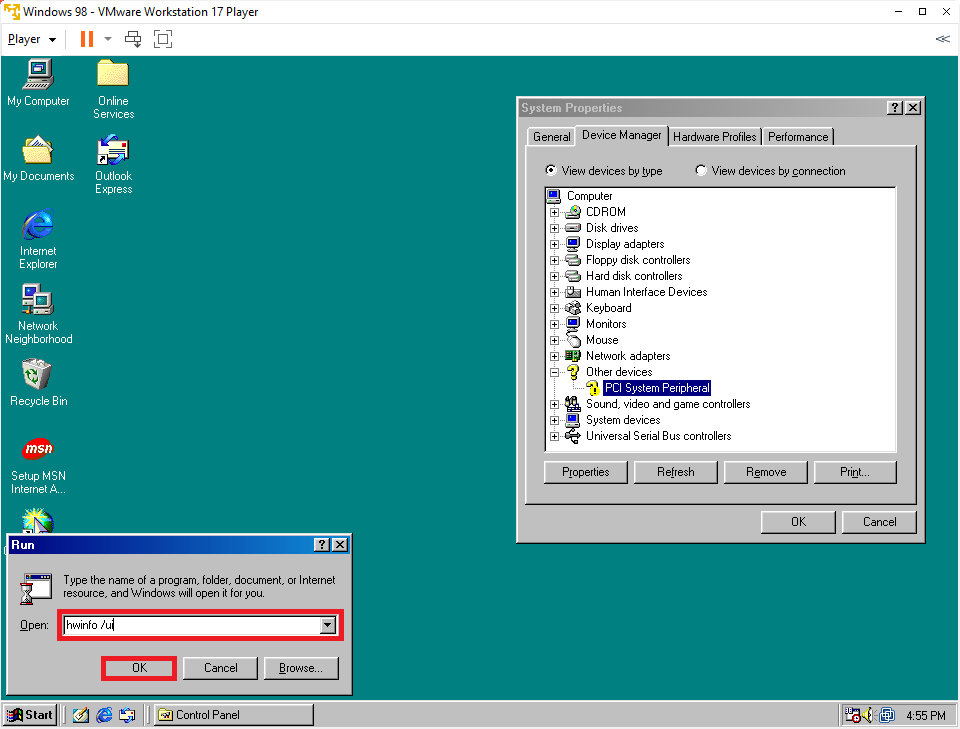 Windows 98 - VMware Workstation 17 Player
Player
My Computer
Online
Services
My Documents
Outlook
Express
Internet
Explorer
Network
Neighborhood
Recycle Bin
msn
Setup MSN
Internet A...
System Properties
General
Device Manager
Hardware Profiles
Performance
View devices by type
View devices by connection
Computer
CDROM
Disk drives
Display adapters
Floppy disk controllers
Hard disk controllers
Human Interface Devices
Keyboard
Monitors
Mouse
Network adapters
Other devices
PCI System Peripheral
Sound, video and game controllers
System devices
Universal Serial Bus controllers
Properties
Refresh
Remove
Print...
OK
Cancel
Run
Type the name of a program, folder, document, or Internet
resource, and Windows will open it for you.
Open:
hwinfo /ui
OK
Cancel
Browse...
Start
Control Panel
4:55 PM